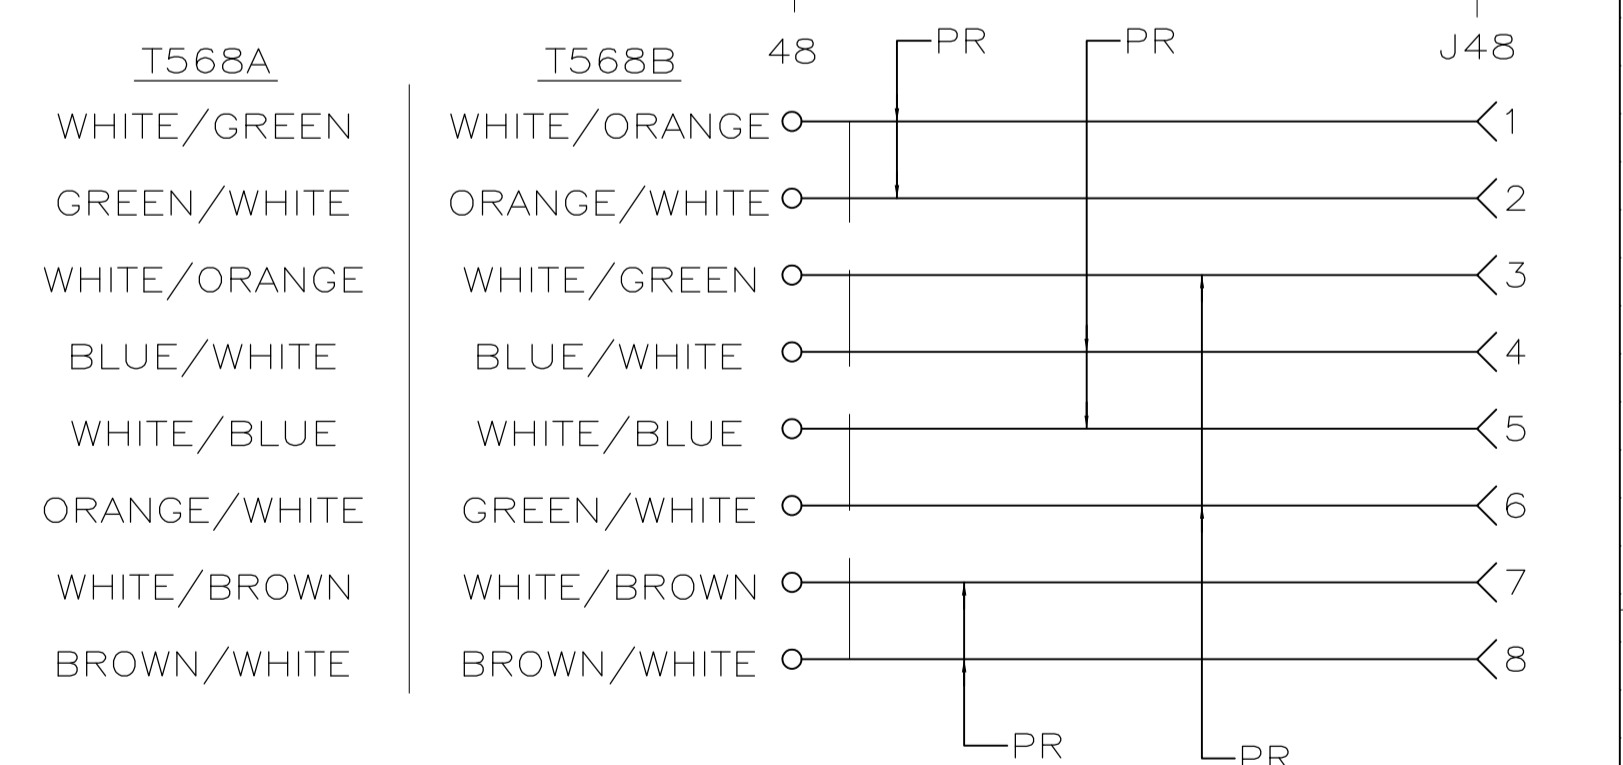 T568A T568B 48 PR PR J48
WHITE/GREEN WHITE/ORANGE 1
GREEN/WHITE ORANGE/WHITE 2
WHITE/ORANGE WHITE/GREEN 3
BLUE/WHITE BLUE/WHITE 4
WHITE/BLUE WHITE/BLUE 5
ORANGE/WHITE GREEN/WHITE 6
WHITE/BROWN WHITE/BROWN 7
BROWN/WHITE BROWN/WHITE 8
PR PR